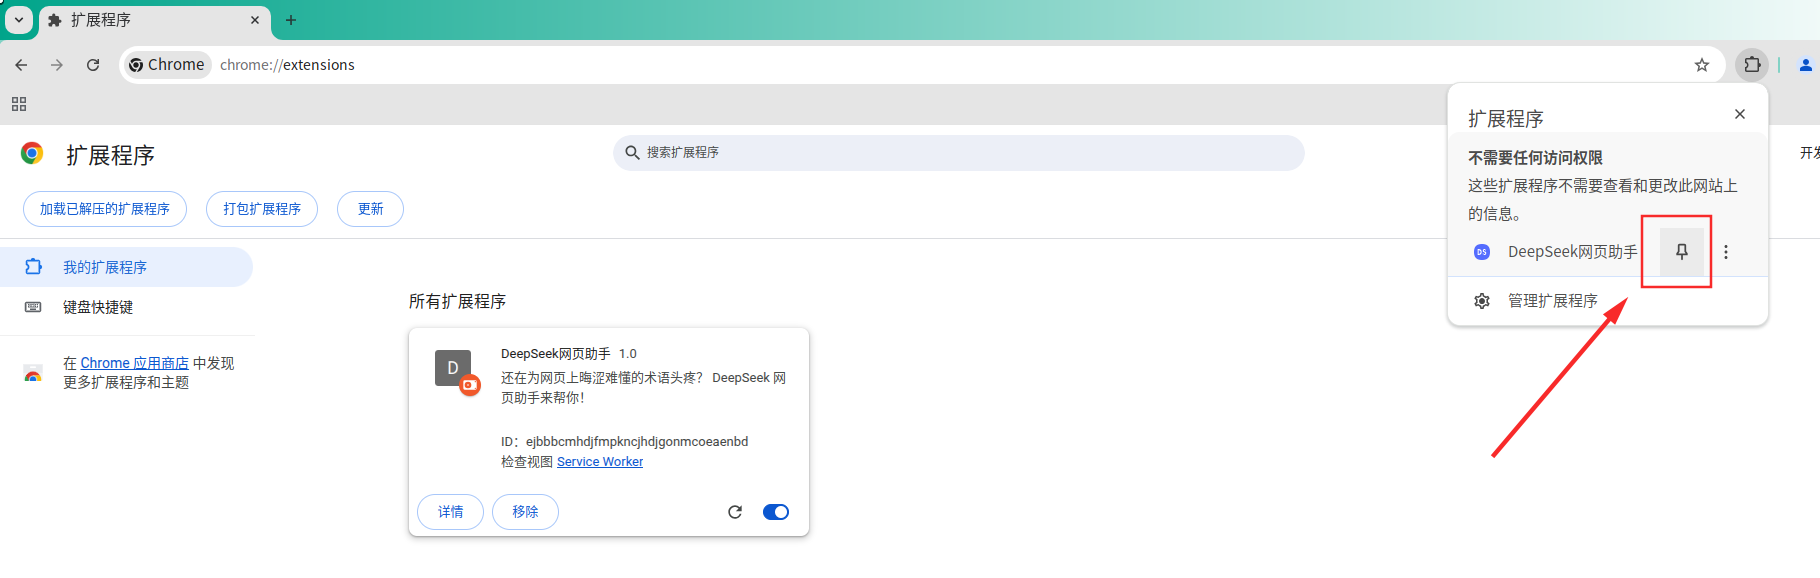 扩展程序
Chrome
chrome://extensions
扩展程序
搜索扩展程序
开发
加载已解压的扩展程序
打包扩展程序
更新
我的扩展程序
键盘快捷键
在 Chrome 应用商店 中发现
更多扩展程序和主题
所有扩展程序
D
DeepSeek网页助手 1.0
还在为网页上晦涩难懂的术语头疼？ DeepSeek 网
页助手来帮你！
ID：ejbbbcmhdjfmpkncjhdjgonmcoeaenbd
检查视图 Service Worker
详情
移除
扩展程序
不需要任何访问权限
这些扩展程序不需要查看和更改此网站上
的信息。
DS
DeepSeek网页助手
管理扩展程序